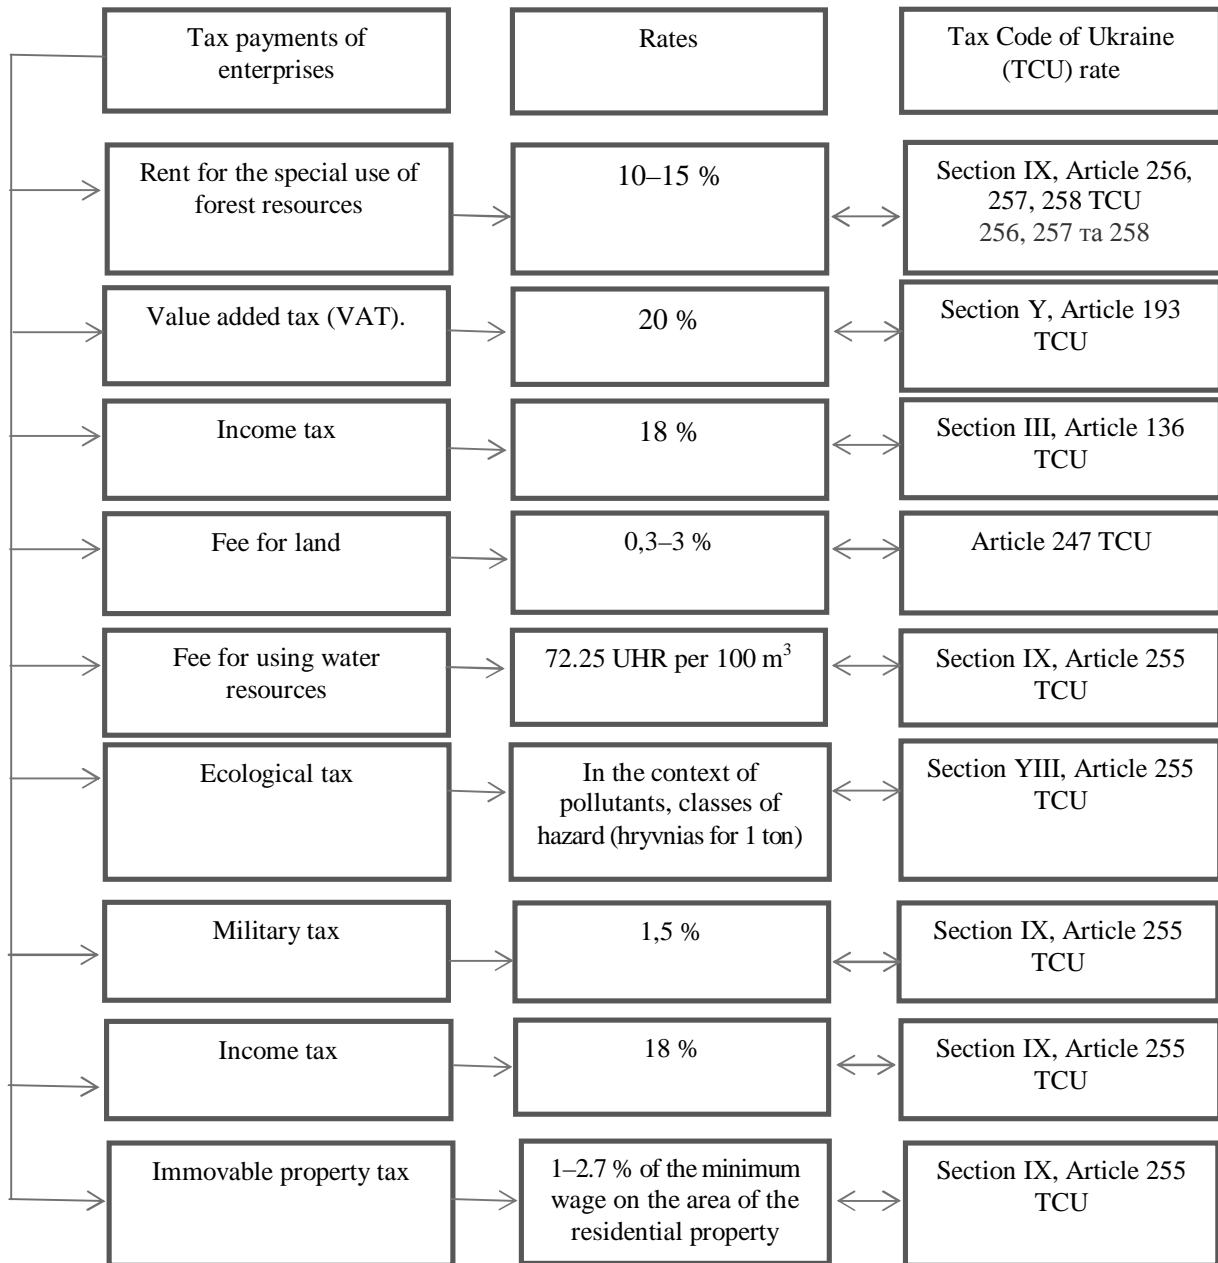 Tax payments of
enterprises
Rates
Tax Code of Ukraine
(TCU) rate
Rent for the special use of
forest resources
10–15 %
Section IX, Article 256,
257, 258 TCU
256, 257 та 258
Value added tax (VAT).
20 %
Section Y, Article 193
TCU
Income tax
18 %
Section III, Article 136
TCU
Fee for land
0,3–3 %
Article 247 TCU
Fee for using water
resources
72.25 UHR per 100 m³
Section IX, Article 255
TCU
Ecological tax
In the context of
pollutants, classes of
hazard (hryvnias for 1 ton)
Section YIII, Article 255
TCU
Military tax
1,5 %
Section IX, Article 255
TCU
Income tax
18 %
Section IX, Article 255
TCU
Immovable property tax
1–2.7 % of the minimum
wage on the area of the
residential property
Section IX, Article 255
TCU